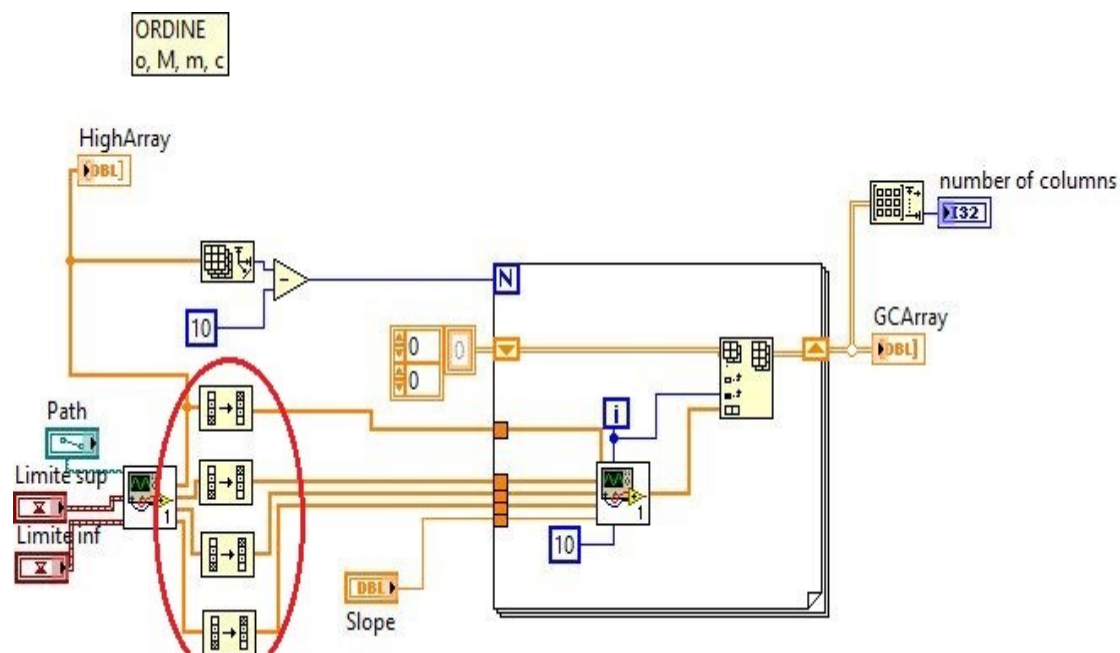 ORDINE
o, M, m, c
HighArray
DBL]
number of columns
I32
N
10
0
0
0
GCArray
DBL]
i
Path
Limite sup
1
Limite inf
1
10
DBL
Slope